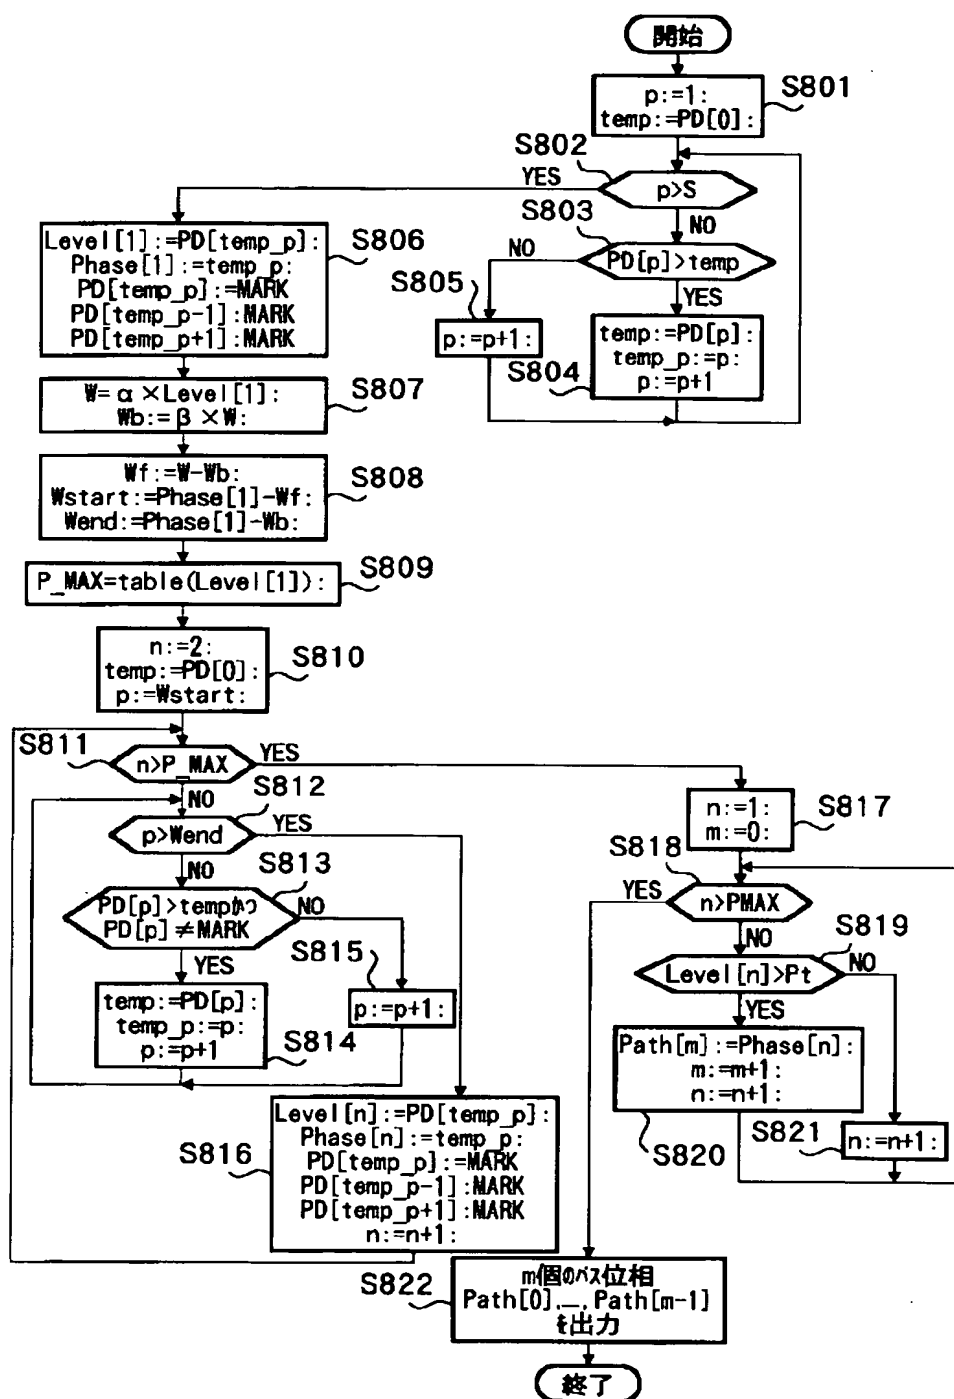 開始
S801
p:=1:
temp:=PD[0]:
S802
YES
p>S
NO
S803
NO
PD[p]>temp
YES
S805
p:=p+1:
S804
temp:=PD[p]:
temp_p:=p:
p:=p+1
S806
Level[1]:=PD[temp_p]:
Phase[1]:=temp_p:
PD[temp_p]:=MARK
PD[temp_p-1]:MARK
PD[temp_p+1]:MARK
S807
W=α×Level[1]:
Wb:=β×W:
S808
Wf:=W-Wb:
Wstart:=Phase[1]-Wf:
Wend:=Phase[1]-Wb:
S809
P_MAX=table(Level[1]):
S810
n:=2:
temp:=PD[0]:
p:=Wstart:
S811
n>P_MAX
YES
NO
S812
p>Wend
YES
NO
S813
PD[p]>tempかつ
PD[p]≠MARK
NO
YES
S815
p:=p+1:
temp:=PD[p]:
temp_p:=p:
p:=p+1
S814
S816
Level[n]:=PD[temp_p]:
Phase[n]:=temp_p:
PD[temp_p]:=MARK
PD[temp_p-1]:MARK
PD[temp_p+1]:MARK
n:=n+1:
S817
n:=1:
m:=0:
S818
YES
n>PMAX
NO
S819
Level[n]>Pt
NO
YES
Path[m]:=Phase[n]:
m:=m+1:
n:=n+1:
S820
S821
n:=n+1:
S822
m個のパス位相
Path[0],…,Path[m-1]
を出力
終了